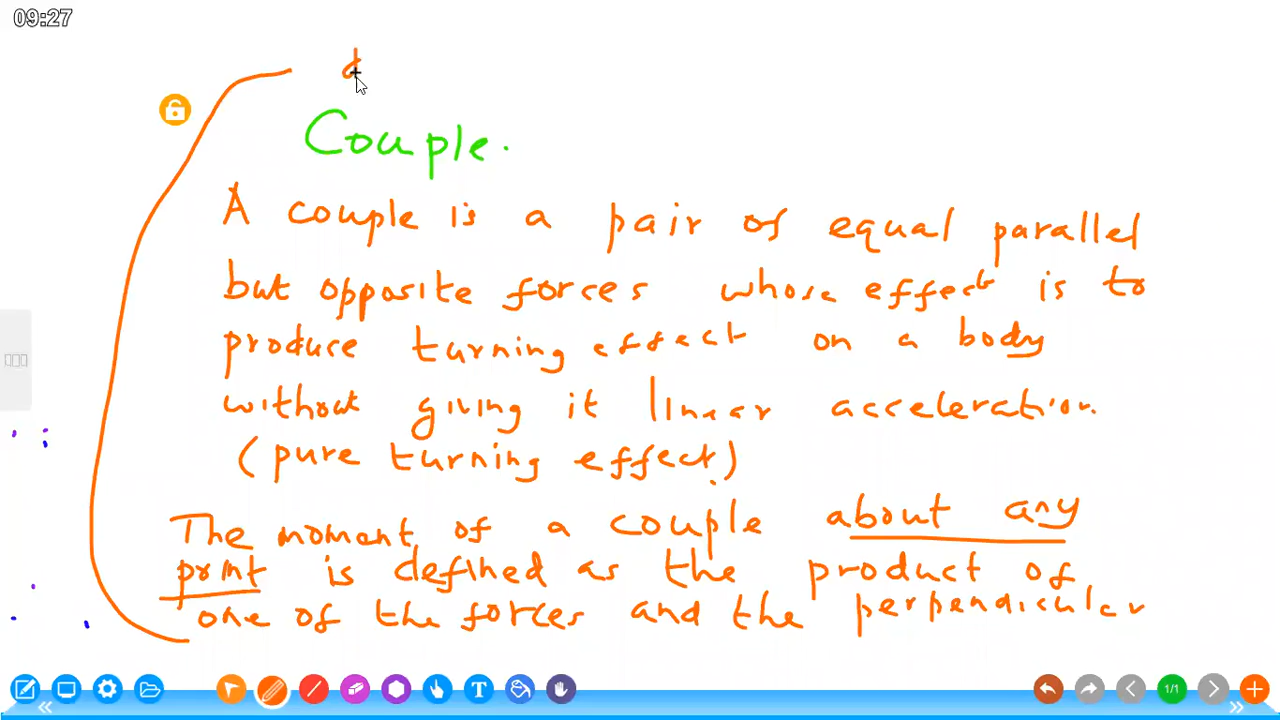 09:27
d
Couple.
A couple is a pair of equal parallel
but opposite forces whose effect is to
produce turning effect on a body
without giving it linear acceleration.
(pure turning effect)
The moment of a couple about any
print is defined as the product of
one of the forces and the perpendicular
1/1